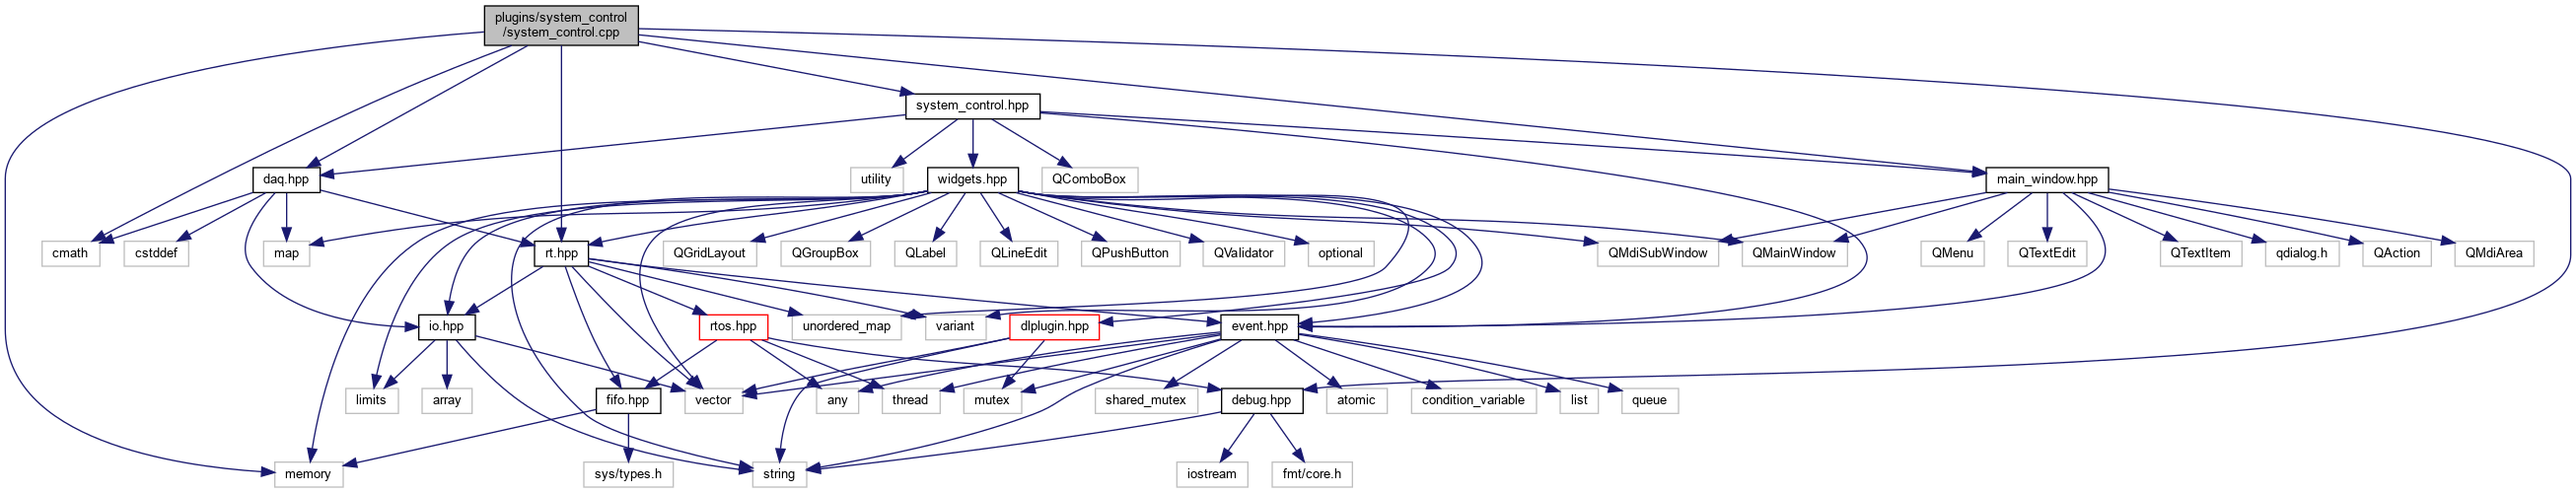 plugins/system_control
/system_control.cpp
system_control.hpp
daq.hpp
utility
widgets.hpp
QComboBox
main_window.hpp
cmath
cstddef
map
rt.hpp
QGridLayout
QGroupBox
QLabel
QLineEdit
QPushButton
QValidator
optional
QMdiSubWindow
QMainWindow
QMenu
QTextEdit
QTextItem
qdialog.h
QAction
QMdiArea
io.hpp
rtos.hpp
unordered_map
variant
dlplugin.hpp
event.hpp
limits
array
fifo.hpp
vector
any
thread
mutex
shared_mutex
debug.hpp
atomic
condition_variable
list
queue
memory
sys/types.h
string
iostream
fmt/core.h